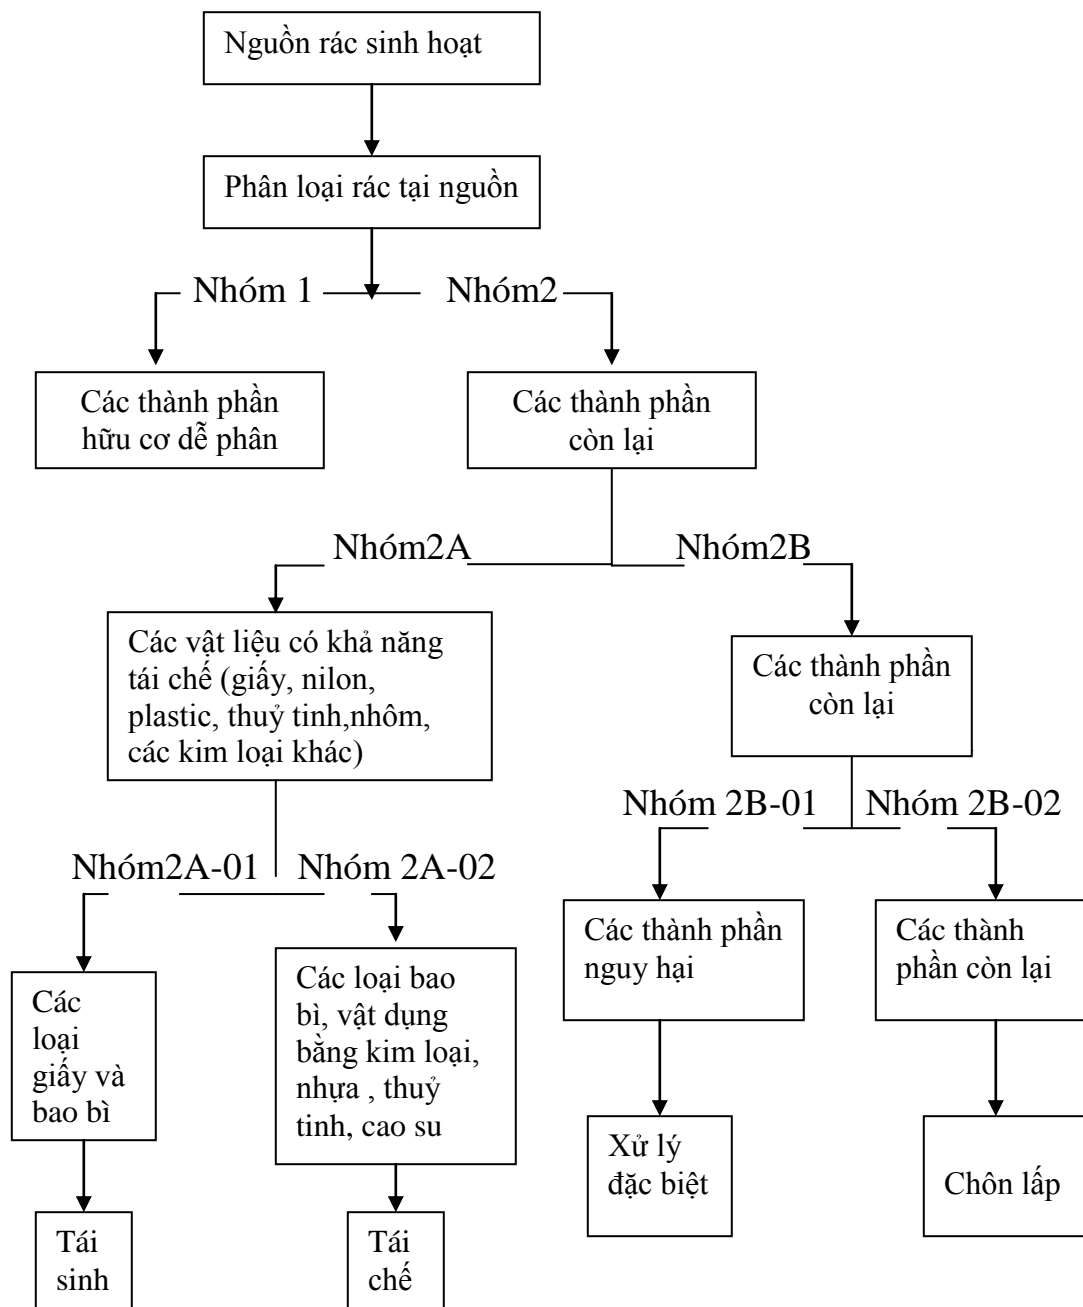 Nguồn rác sinh hoạt
Phân loại rác tại nguồn
Nhóm 1
Nhóm2
Các thành phần
hữu cơ dễ phân
Các thành phần
còn lại
Nhóm2A
Nhóm2B
Các vật liệu có khả năng
tái chế (giấy, nilon,
plastic, thuỷ tinh,nhôm,
các kim loại khác)
Các thành phần
còn lại
Nhóm 2B-01
Nhóm 2B-02
Nhóm2A-01
Nhóm 2A-02
Các thành phần
nguy hại
Các thành
phần còn lại
Các
loại
giấy và
bao bì
Các loại bao
bì, vật dụng
bằng kim loại,
nhựa , thuỷ
tinh, cao su
Xử lý
đặc biệt
Chôn lấp
Tái
sinh
Tái
chế